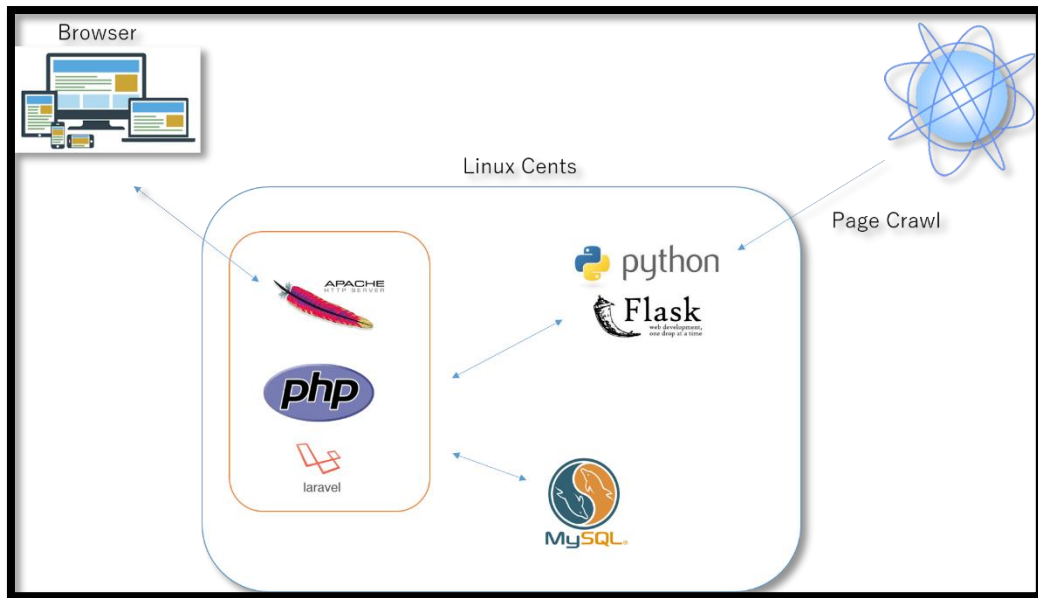 Browser
Linux Cents
Page Crawl
APACHE
HTTP SERVER
python
Flask
web development,
one drop at a time
php
laravel
MySQL